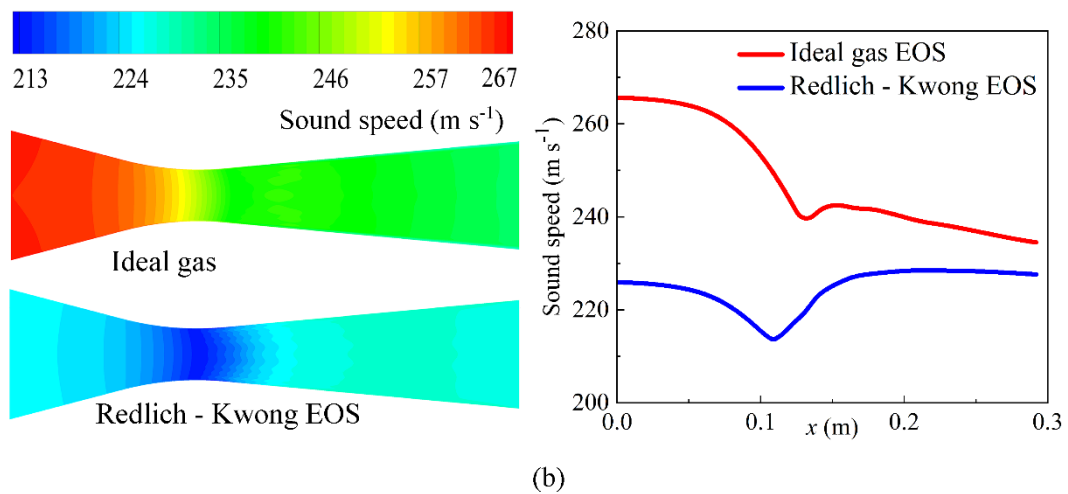 213 224 235 246 257 267
Sound speed (m s⁻¹)
Ideal gas
Redlich - Kwong EOS
280
260
240
220
200
Sound speed (m s⁻¹)
Ideal gas EOS
Redlich - Kwong EOS
0.0 0.1 0.2 0.3
x (m)
(b)